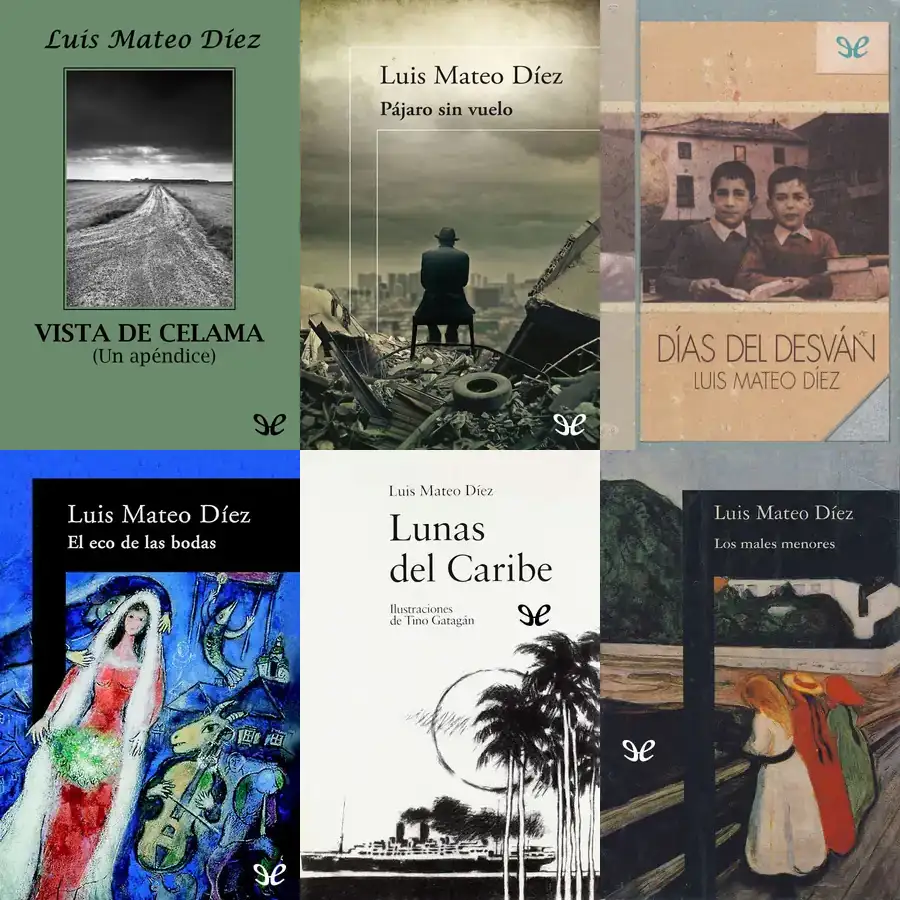 Luis Mateo Díez
VISTA DE CELAMA
(Un apéndice)
Luis Mateo Díez
Pájaro sin vuelo
DÍAS DEL DESVÁN
LUIS MATEO DÍEZ
Luis Mateo Díez
El eco de las bodas
Luis Mateo Díez
Lunas
del Caribe
Ilustraciones
de Tino Gatagán
Luis Mateo Díez
Los males menores